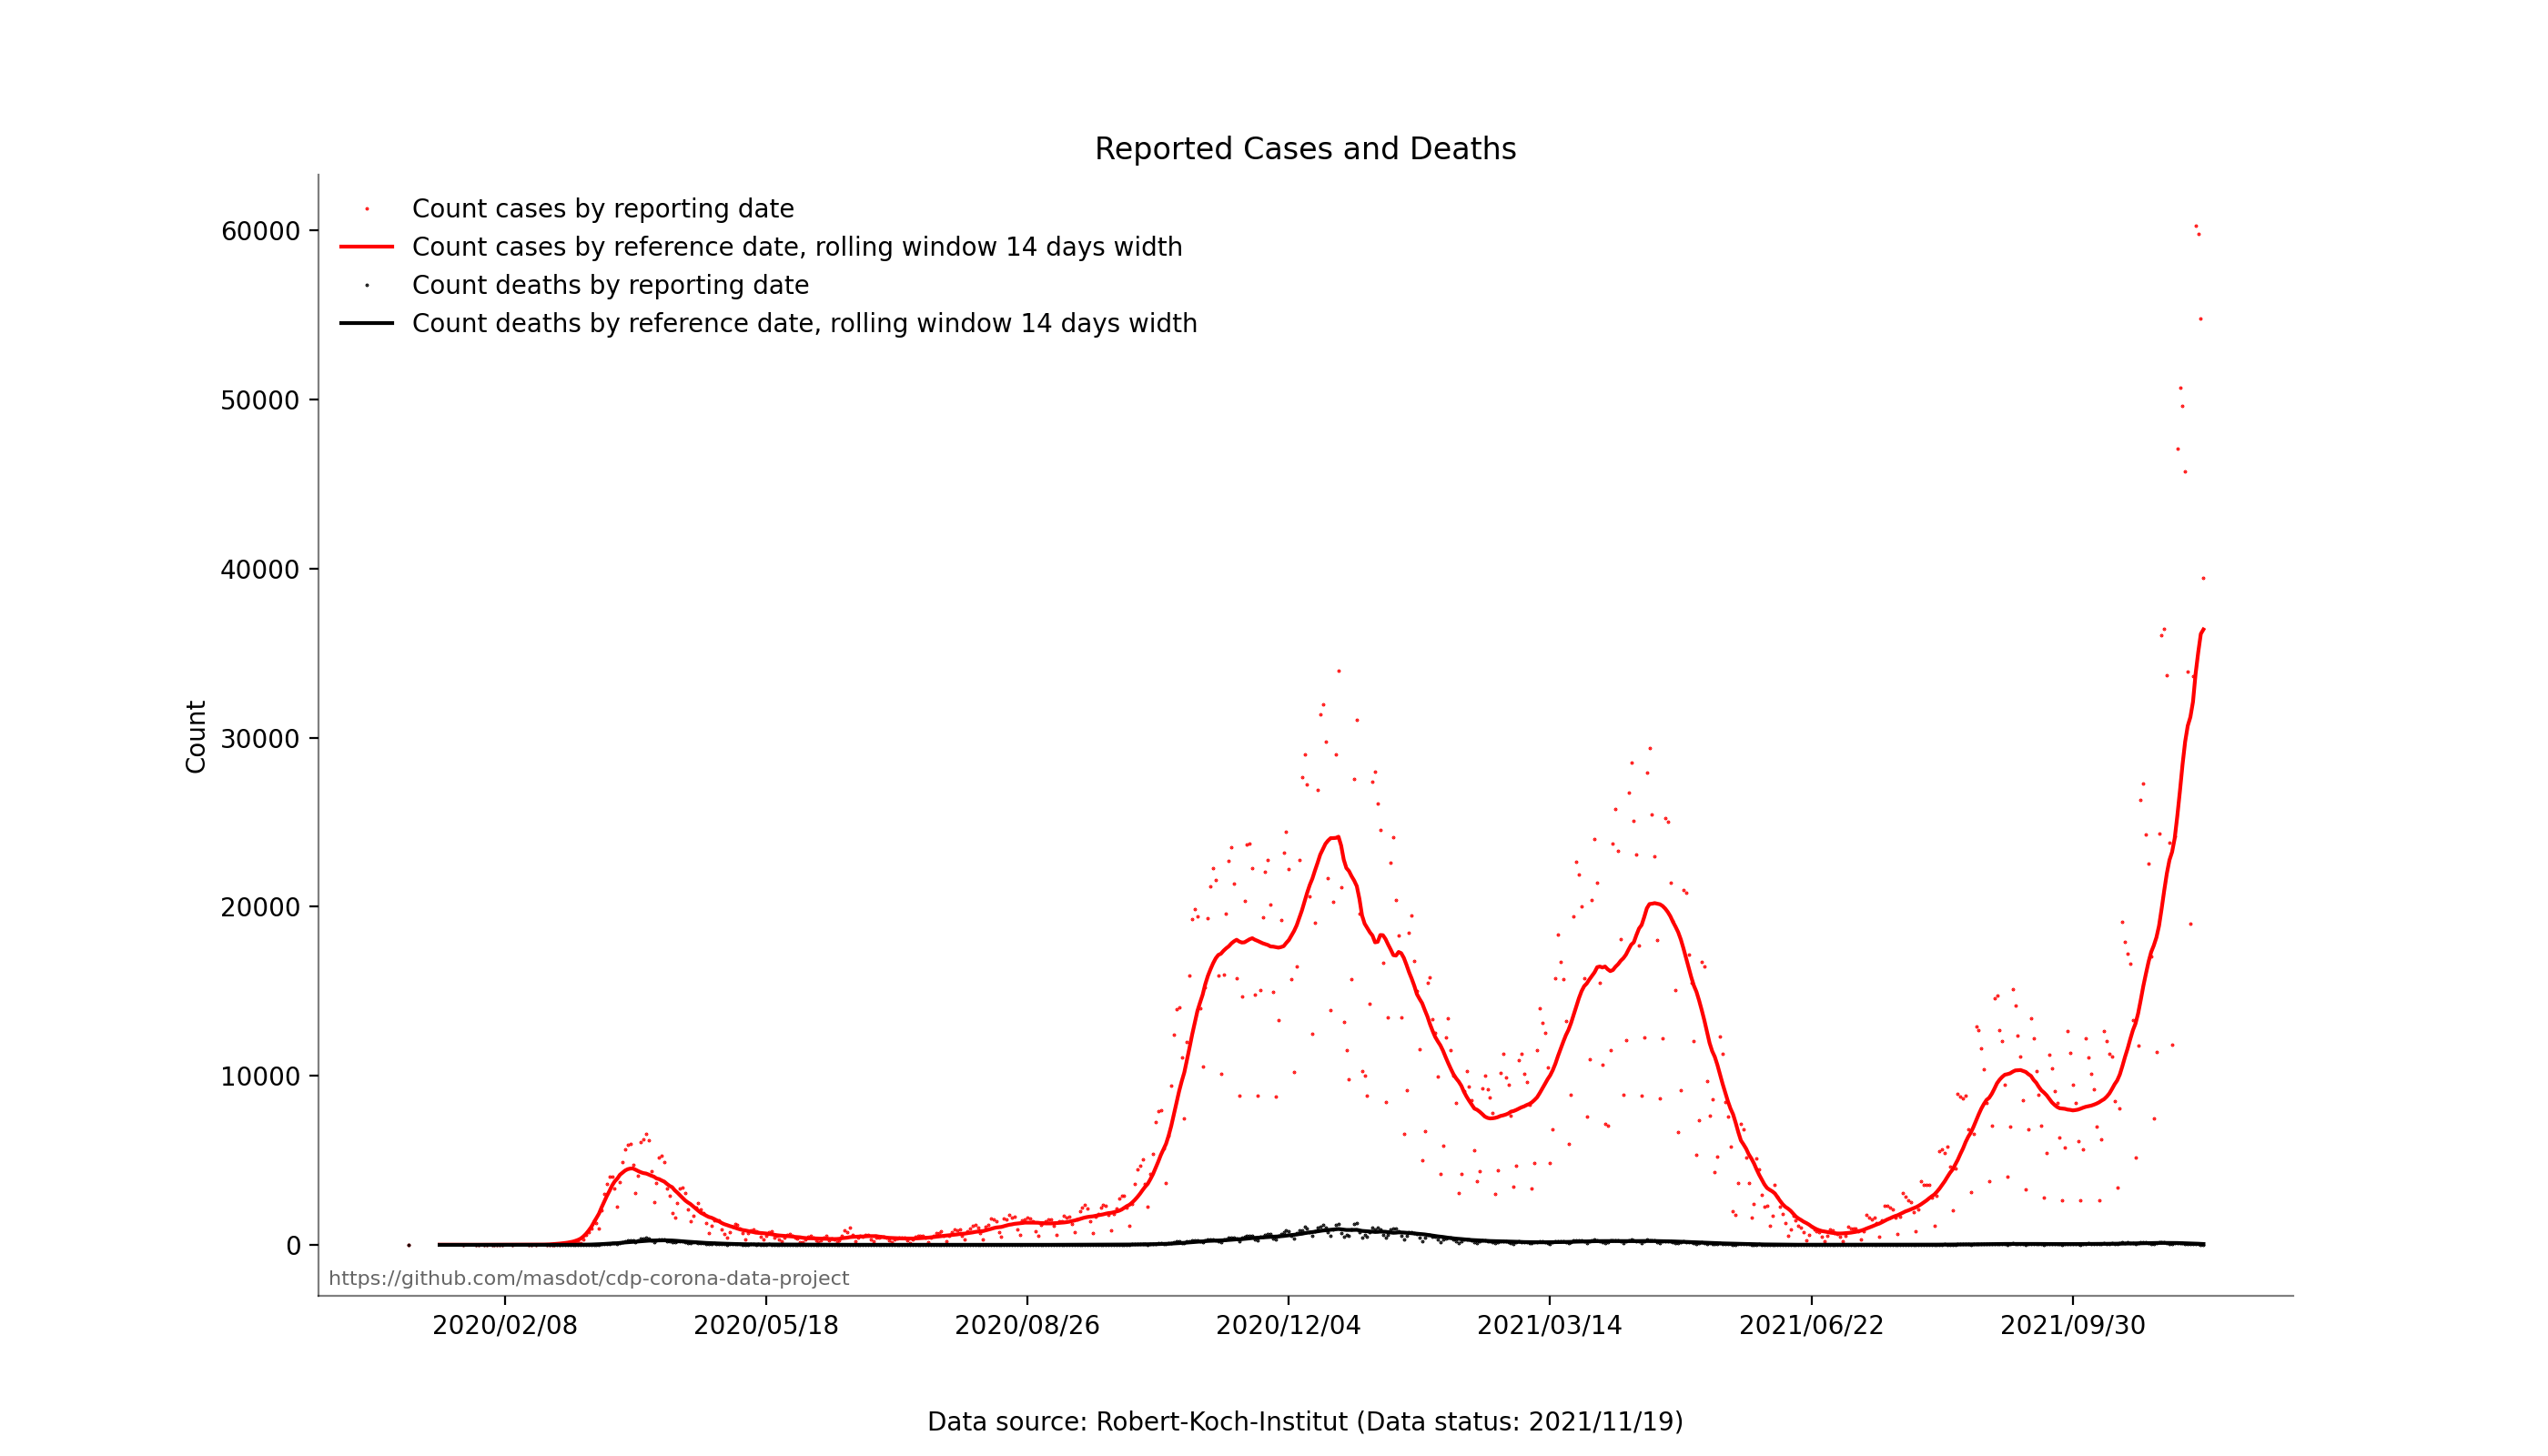 Reported Cases and Deaths
Count cases by reporting date
Count cases by reference date, rolling window 14 days width
Count deaths by reporting date
Count deaths by reference date, rolling window 14 days width
60000
50000
40000
30000
20000
10000
0
Count
https://github.com/masdot/cdp-corona-data-project
2020/02/08 2020/05/18 2020/08/26 2020/12/04 2021/03/14 2021/06/22 2021/09/30
Data source: Robert-Koch-Institut (Data status: 2021/11/19)